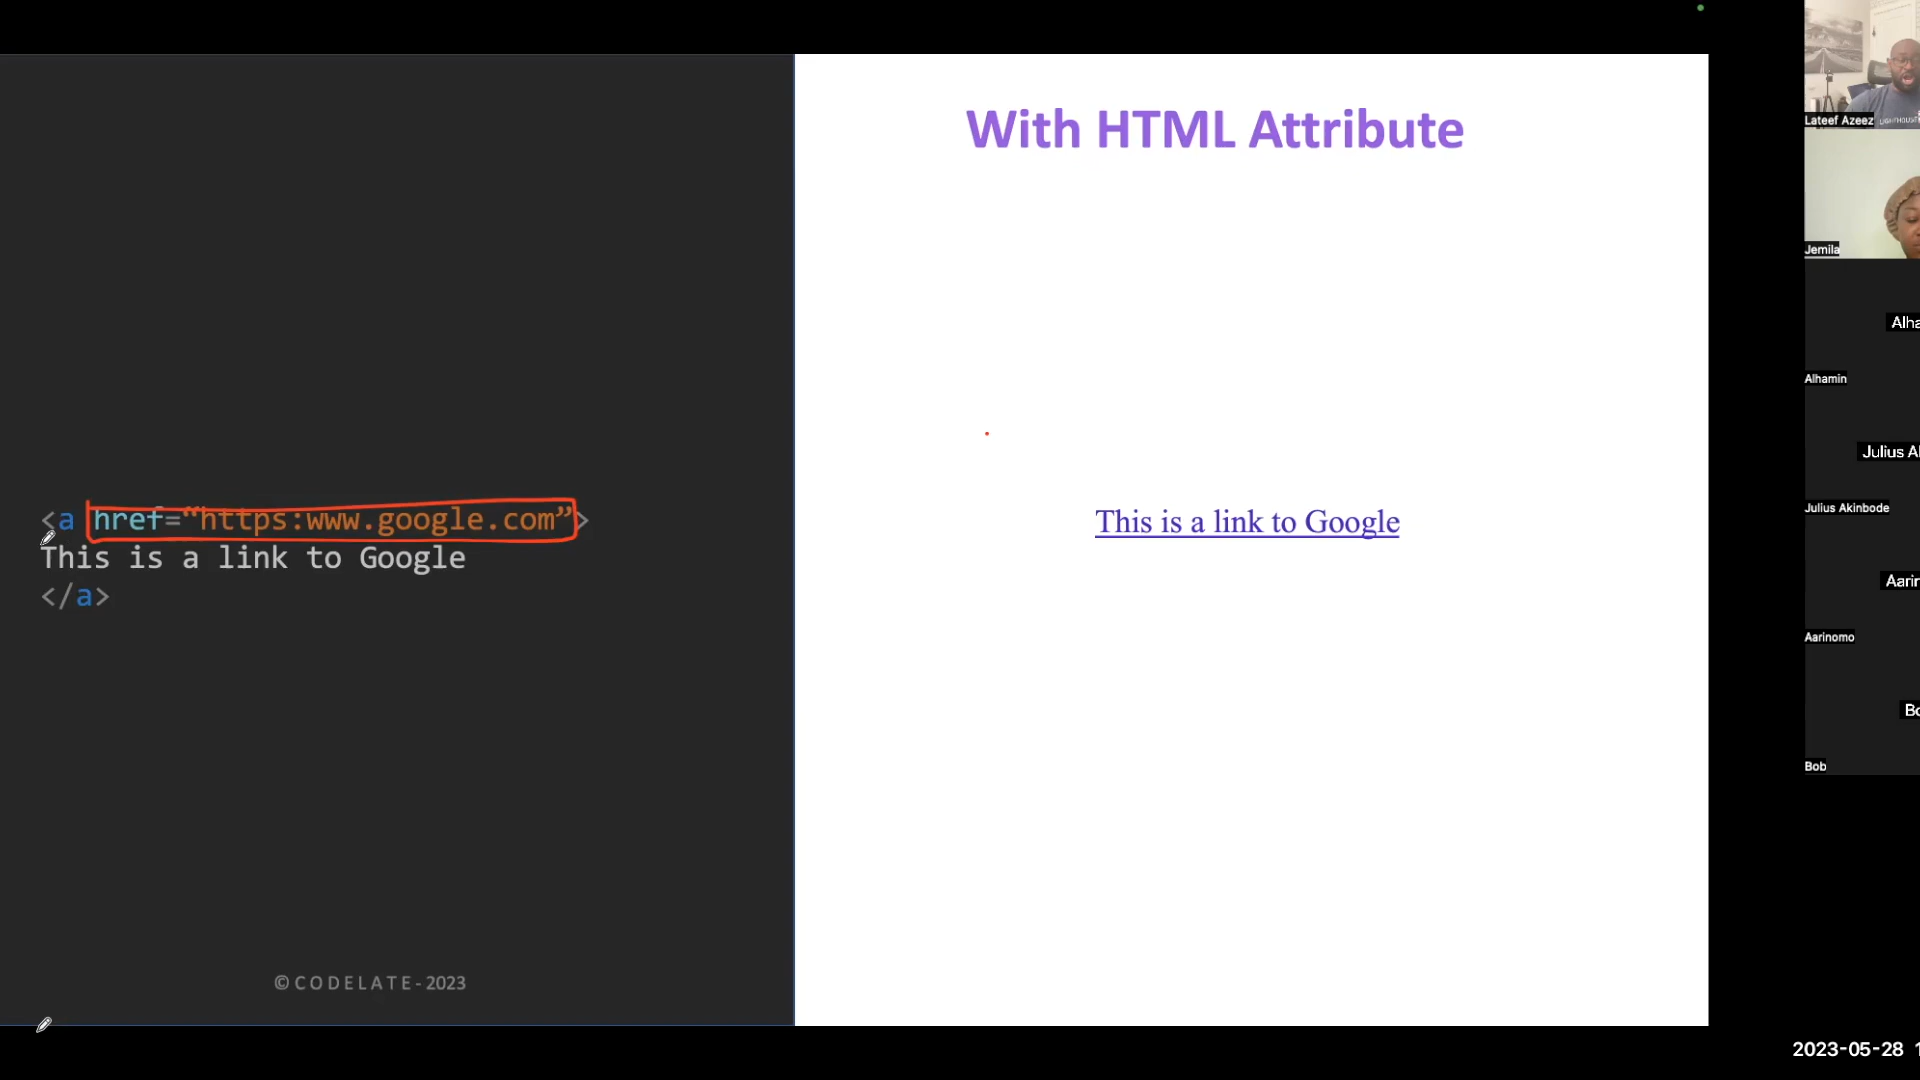 With HTML Attribute
<a href=“https:www.google.com”>
This is a link to Google
</a>
This is a link to Google
©CODELATE-2023
Lateef Azeez
Jemila
Alha
Alhamin
Julius A
Julius Akinbode
Aarin
Aarinomo
Bo
Bob
2023-05-28